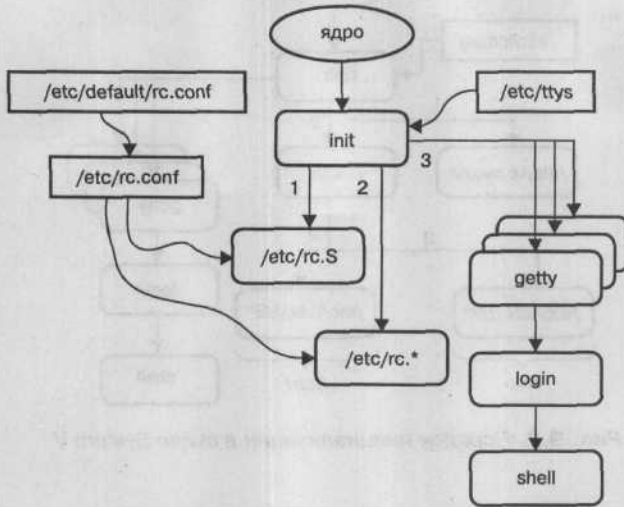 ядро
/etc/default/rc.conf
/etc/ttys
init
/etc/rc.conf
1
2
3
/etc/rc.S
getty
/etc/rc.*
login
shell